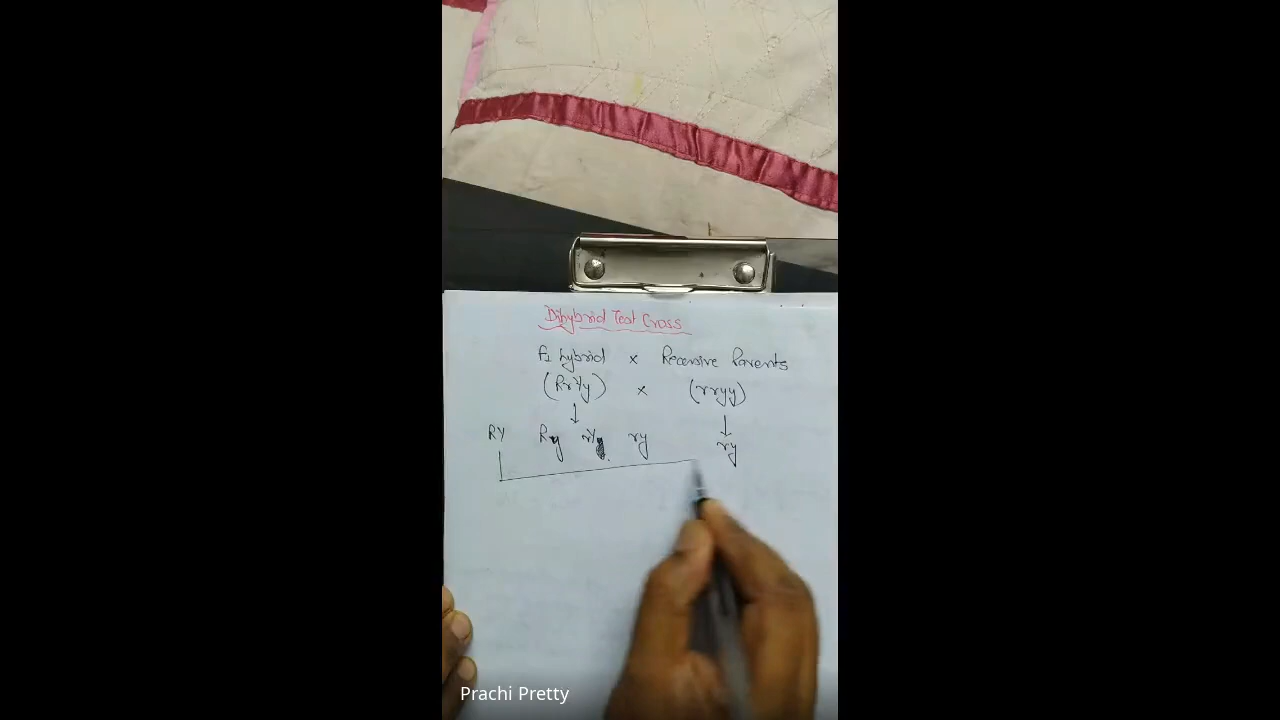 Dihybrid Test Cross
F1 hybrid x Recessive Parents
(RrYy) x (rryy)
↓ ↓
RY Ry rY ry ry
Prachi Pretty